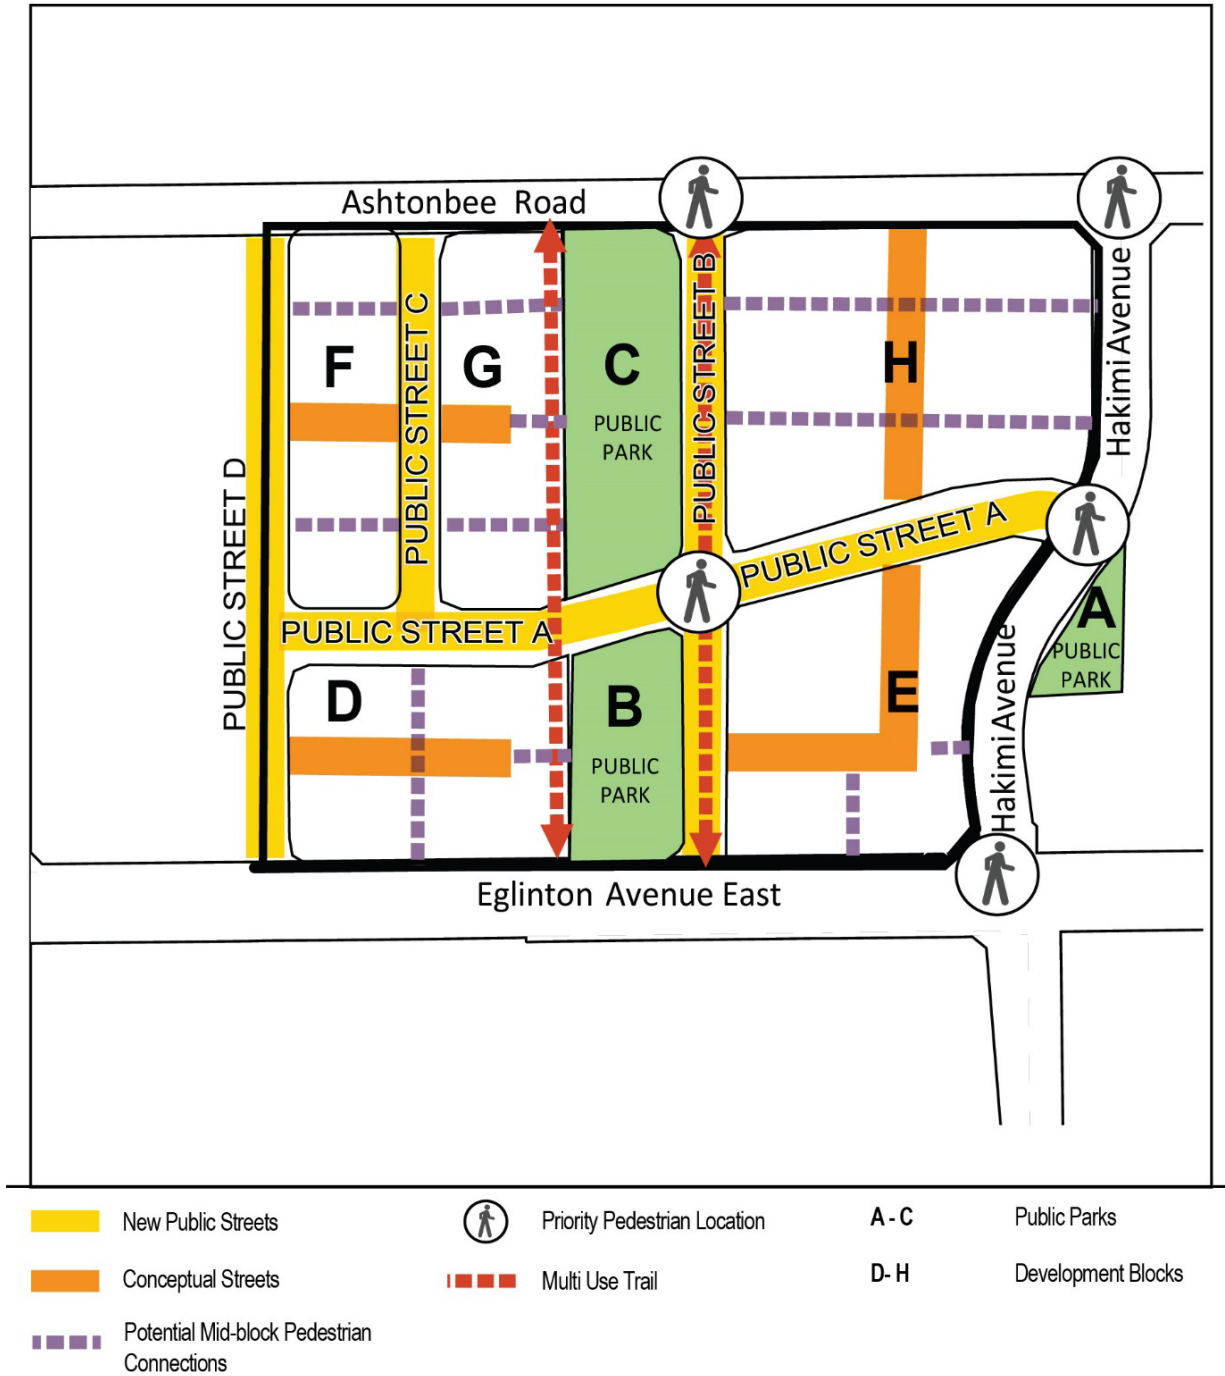 Ashtonbee Road
Hakimi Avenue
PUBLIC STREET D
PUBLIC STREET C
PUBLIC STREET B
F
G
C
PUBLIC
PARK
H
PUBLIC STREET A
PUBLIC STREET A
A
PUBLIC
PARK
D
B
PUBLIC
PARK
E
Hakimi Avenue
Eglinton Avenue East
New Public Streets
Priority Pedestrian Location
A - C
Public Parks
Conceptual Streets
Multi Use Trail
D- H
Development Blocks
Potential Mid-block Pedestrian
Connections